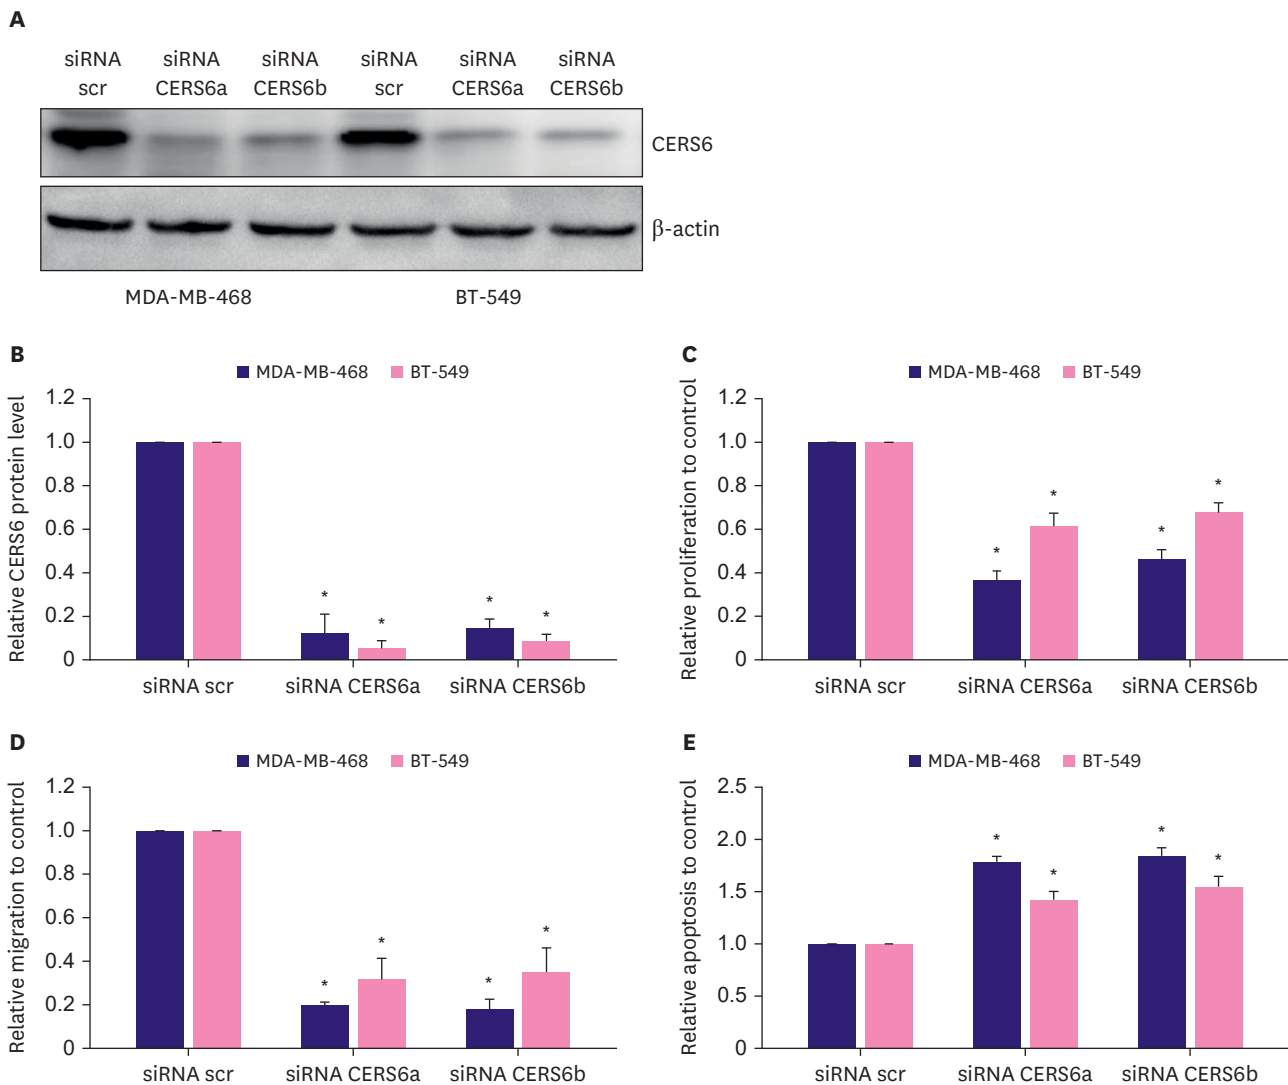 A
siRNA scr
siRNA CERS6a
siRNA CERS6b
siRNA scr
siRNA CERS6a
siRNA CERS6b
CERS6
β-actin
MDA-MB-468
BT-549
B
MDA-MB-468 BT-549
Relative CERS6 protein level
1.2
1.0
0.8
0.6
0.4
0.2
0
* * * *
siRNA scr siRNA CERS6a siRNA CERS6b
C
MDA-MB-468 BT-549
Relative proliferation to control
1.2
1.0
0.8
0.6
0.4
0.2
0
* * * *
siRNA scr siRNA CERS6a siRNA CERS6b
D
MDA-MB-468 BT-549
Relative migration to control
1.2
1.0
0.8
0.6
0.4
0.2
0
* * * *
siRNA scr siRNA CERS6a siRNA CERS6b
E
MDA-MB-468 BT-549
Relative apoptosis to control
2.5
2.0
1.5
1.0
0.5
0
* * * *
siRNA scr siRNA CERS6a siRNA CERS6b